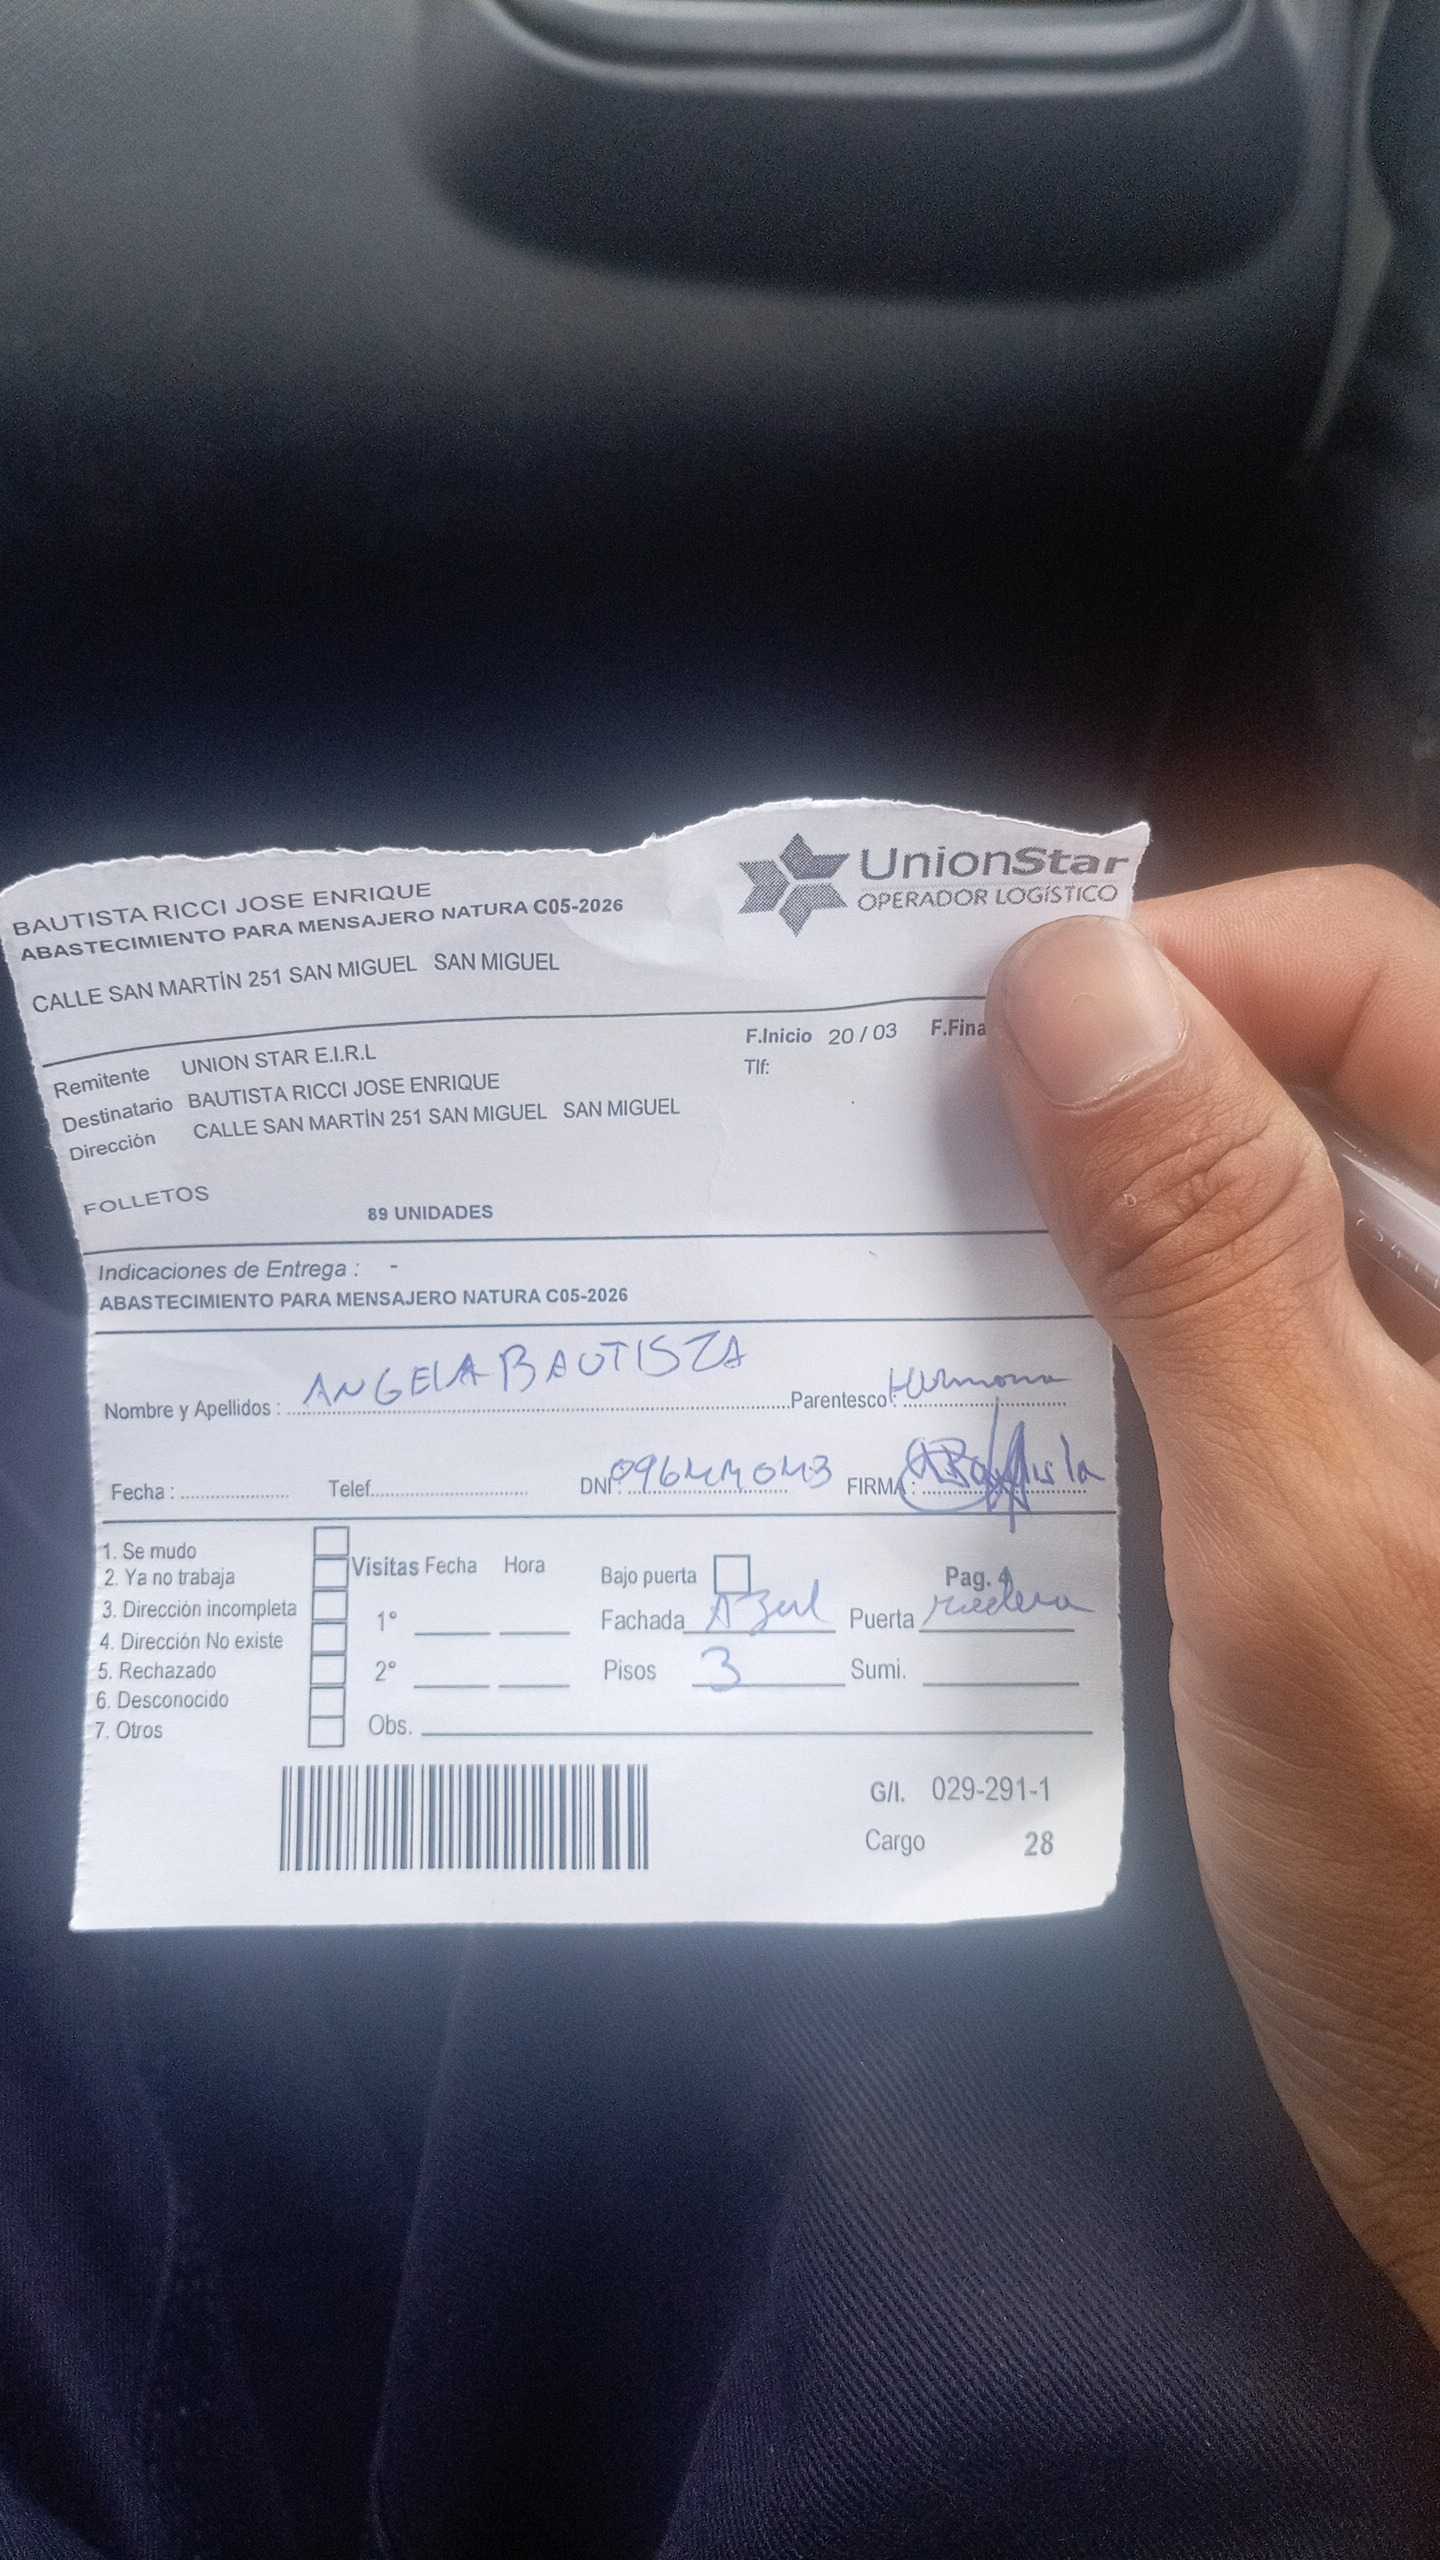 BAUTISTA RICCI JOSE ENRIQUE
ABASTECIMIENTO PARA MENSAJERO NATURA C05-2026
CALLE SAN MARTÍN 251 SAN MIGUEL SAN MIGUEL
UnionStar
OPERADOR LOGÍSTICO
Remitente UNION STAR E.I.R.L
Destinatario BAUTISTA RICCI JOSE ENRIQUE
Dirección CALLE SAN MARTÍN 251 SAN MIGUEL SAN MIGUEL
F.Inicio 20 / 03 F.Fina
Tlf:
FOLLETOS
89 UNIDADES
Indicaciones de Entrega : -
ABASTECIMIENTO PARA MENSAJERO NATURA C05-2026
Nombre y Apellidos : ANGELA BAUTISTA Parentesco : Hermana
Fecha : Telef. DNI : FIRMA :
1. Se mudo
2. Ya no trabaja
3. Dirección incompleta
4. Dirección No existe
5. Rechazado
6. Desconocido
7. Otros
Visitas Fecha Hora
1°
2°
Obs.
Bajo puerta Pag. 4
Fachada Azul Puerta
Pisos 3 Sumi.
G/I. 029-291-1
Cargo 28